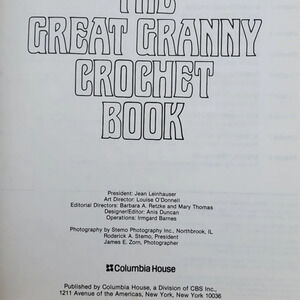 THE
GREAT GRANNY
CROCHET
BOOK
President: Jean Leinhauser
Art Director: Louise O'Donnell
Editorial Directors: Barbara A. Retzke and Mary Thomas
Designer/Editor: Anis Duncan
Operations: Irmgard Barnes
Photography by Stemo Photography Inc., Northbrook, IL
Roderick A. Stemo, President
James E. Zorn, Photographer
Columbia House
Published by Columbia House, a Division of CBS Inc.,
1211 Avenue of the Americas, New York, New York 10036